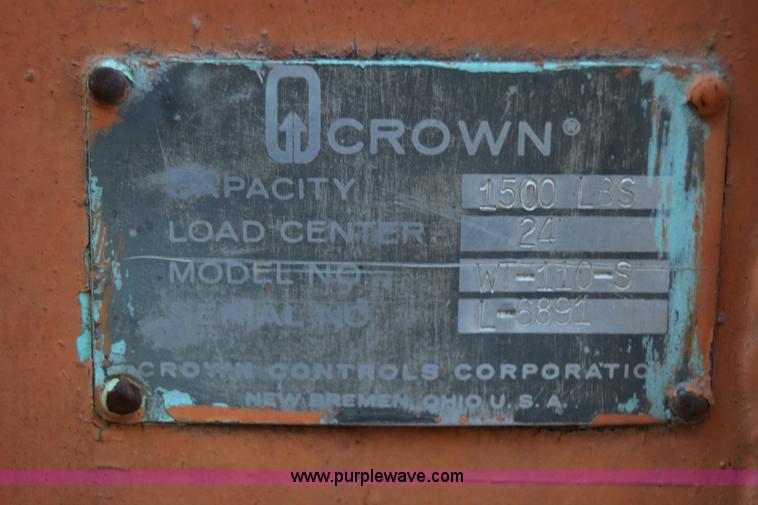 CROWN®
CAPACITY 1500 LBS
LOAD CENTER 24
MODEL NO. WT-110-S
SERIAL NO. L-6891
CROWN CONTROLS CORPORATIO
NEW BREMEN, OHIO U.S.A.
www.purplewave.com